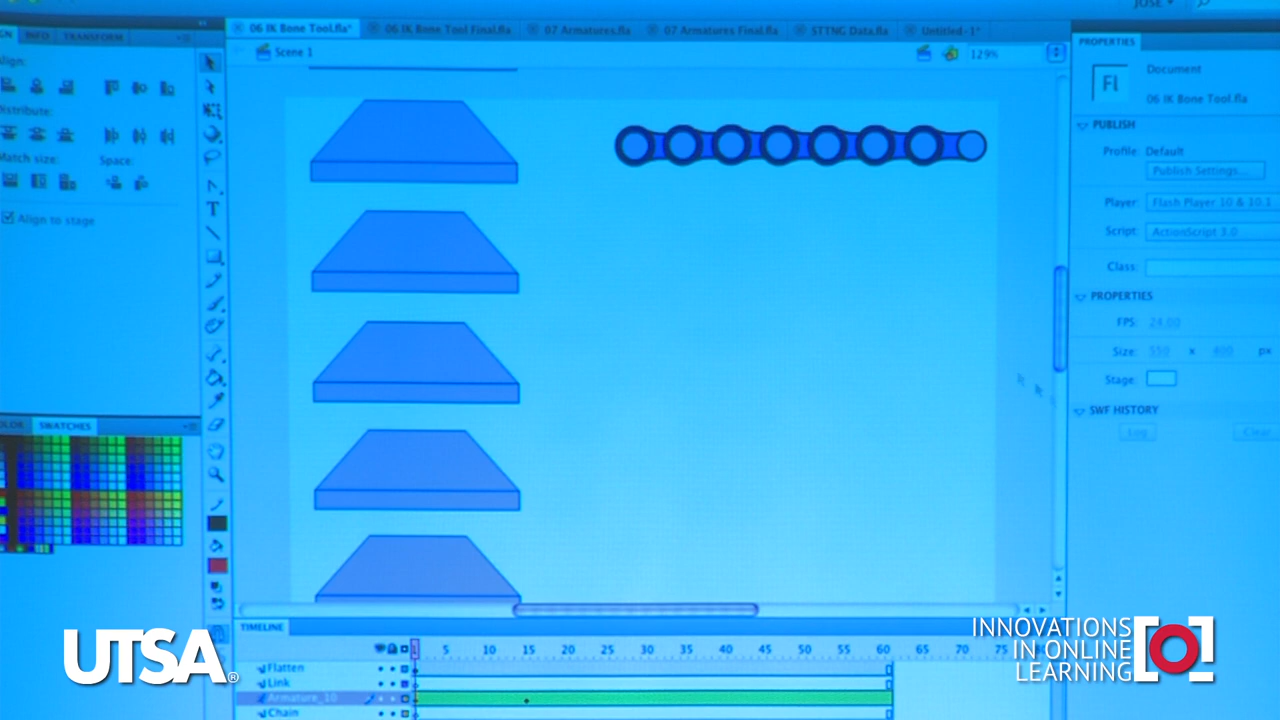 JOSE
06 IK Bone Tool.fla*
06 IK Bone Tool Final.fla
07 Armatures.fla
07 Armatures Final.fla
STTNG Data.fla
Untitled-1*
INFO
TRANSFORM
Scene 1
129%
PROPERTIES
Align:
Distribute:
Match size:
Space:
Align to stage
Fl
Document
06 IK Bone Tool.fla
PUBLISH
Profile: Default
Publish Settings...
Player: Flash Player 10 & 10.1
Script: ActionScript 3.0
Class:
PROPERTIES
FPS: 24.00
Size: 550 x 400 px
Stage:
SWF HISTORY
Log
Clear
SWATCHES
TIMELINE
5 10 15 20 25 30 35 40 45 50 55 60 65 70 75
Flatten
Link
Armature_10
Chain
UTSA®
INNOVATIONS
IN ONLINE
LEARNING